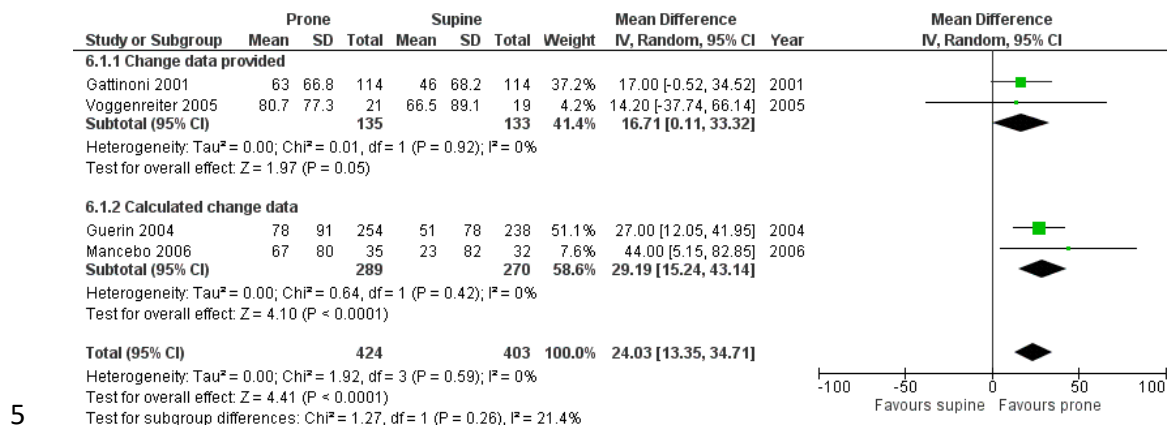 Prone Supine Mean Difference Mean Difference
Study or Subgroup Mean SD Total Mean SD Total Weight IV, Random, 95% CI Year IV, Random, 95% CI
6.1.1 Change data provided
Gattinoni 2001 63 66.8 114 46 68.2 114 37.2% 17.00 [-0.52, 34.52] 2001
Voggenreiter 2005 80.7 77.3 21 66.5 89.1 19 4.2% 14.20 [-37.74, 66.14] 2005
Subtotal (95% CI) 135 133 41.4% 16.71 [0.11, 33.32]
Heterogeneity: Tau² = 0.00; Chi² = 0.01, df = 1 (P = 0.92); I² = 0%
Test for overall effect: Z = 1.97 (P = 0.05)
6.1.2 Calculated change data
Guerin 2004 78 91 254 51 78 238 51.1% 27.00 [12.05, 41.95] 2004
Mancebo 2006 67 80 35 23 82 32 7.6% 44.00 [5.15, 82.85] 2006
Subtotal (95% CI) 289 270 58.6% 29.19 [15.24, 43.14]
Heterogeneity: Tau² = 0.00; Chi² = 0.64, df = 1 (P = 0.42); I² = 0%
Test for overall effect: Z = 4.10 (P < 0.0001)
Total (95% CI) 424 403 100.0% 24.03 [13.35, 34.71]
Heterogeneity: Tau² = 0.00; Chi² = 1.92, df = 3 (P = 0.59); I² = 0%
Test for overall effect: Z = 4.41 (P < 0.0001)
Test for subgroup differences: Chi² = 1.27, df = 1 (P = 0.26), I² = 21.4%
-100 -50 0 50 100
Favours supine Favours prone
5